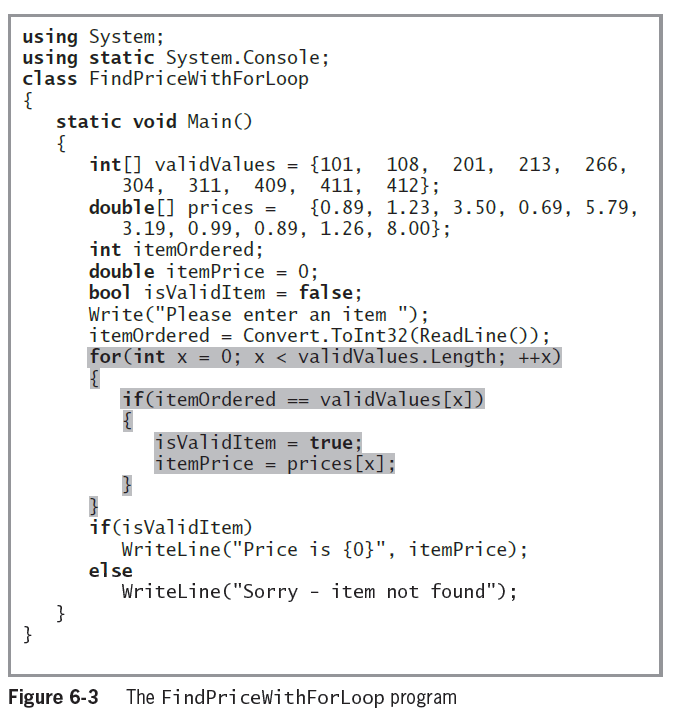 using System;
using static System.Console;
class FindPriceWithForLoop
{
   static void Main()
   {
      int[] validValues = {101, 108, 201, 213, 266,
         304, 311, 409, 411, 412};
      double[] prices = {0.89, 1.23, 3.50, 0.69, 5.79,
         3.19, 0.99, 0.89, 1.26, 8.00};
      int itemOrdered;
      double itemPrice = 0;
      bool isValidItem = false;
      Write("Please enter an item ");
      itemOrdered = Convert.ToInt32(ReadLine());
      for(int x = 0; x < validValues.Length; ++x)
      {
         if(itemOrdered == validValues[x])
         {
            isValidItem = true;
            itemPrice = prices[x];
         }
      }
      if(isValidItem)
         WriteLine("Price is {0}", itemPrice);
      else
         WriteLine("Sorry - item not found");
   }
}
Figure 6-3 The FindPriceWithForLoop program